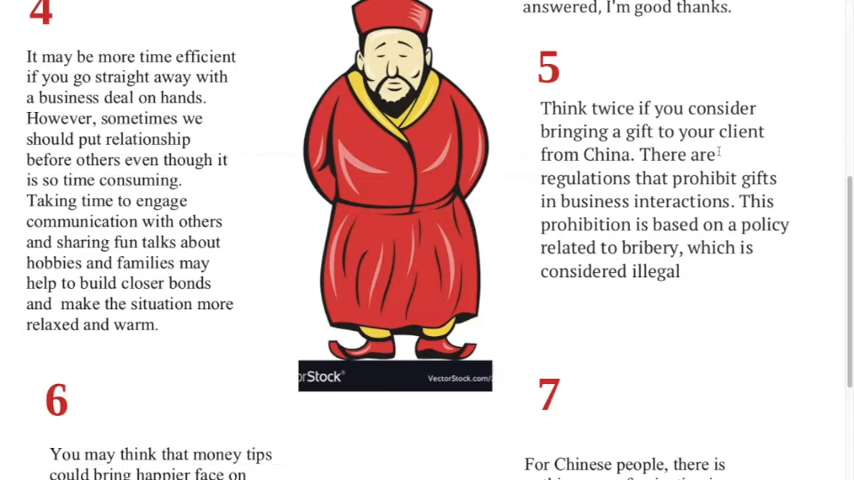 4
It may be more time efficient
if you go straight away with
a business deal on hands.
However, sometimes we
should put relationship
before others even though it
is so time consuming.
Taking time to engage
communication with others
and sharing fun talks about
hobbies and families may
help to build closer bonds
and make the situation more
relaxed and warm.
answered, I'm good thanks.
5
Think twice if you consider
bringing a gift to your client
from China. There are
regulations that prohibit gifts
in business interactions. This
prohibition is based on a policy
related to bribery, which is
considered illegal
orStock®
VectorStock.com/
6
You may think that money tips
could bring happier face on
7
For Chinese people, there is